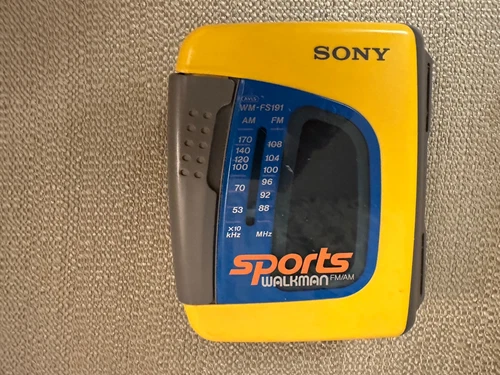 SONY
WM-FS191
AM FM
170 108
140 104
120 100
100 96
70 92
53 88
X10 kHz MHz
sports
WALKMAN FM/AM